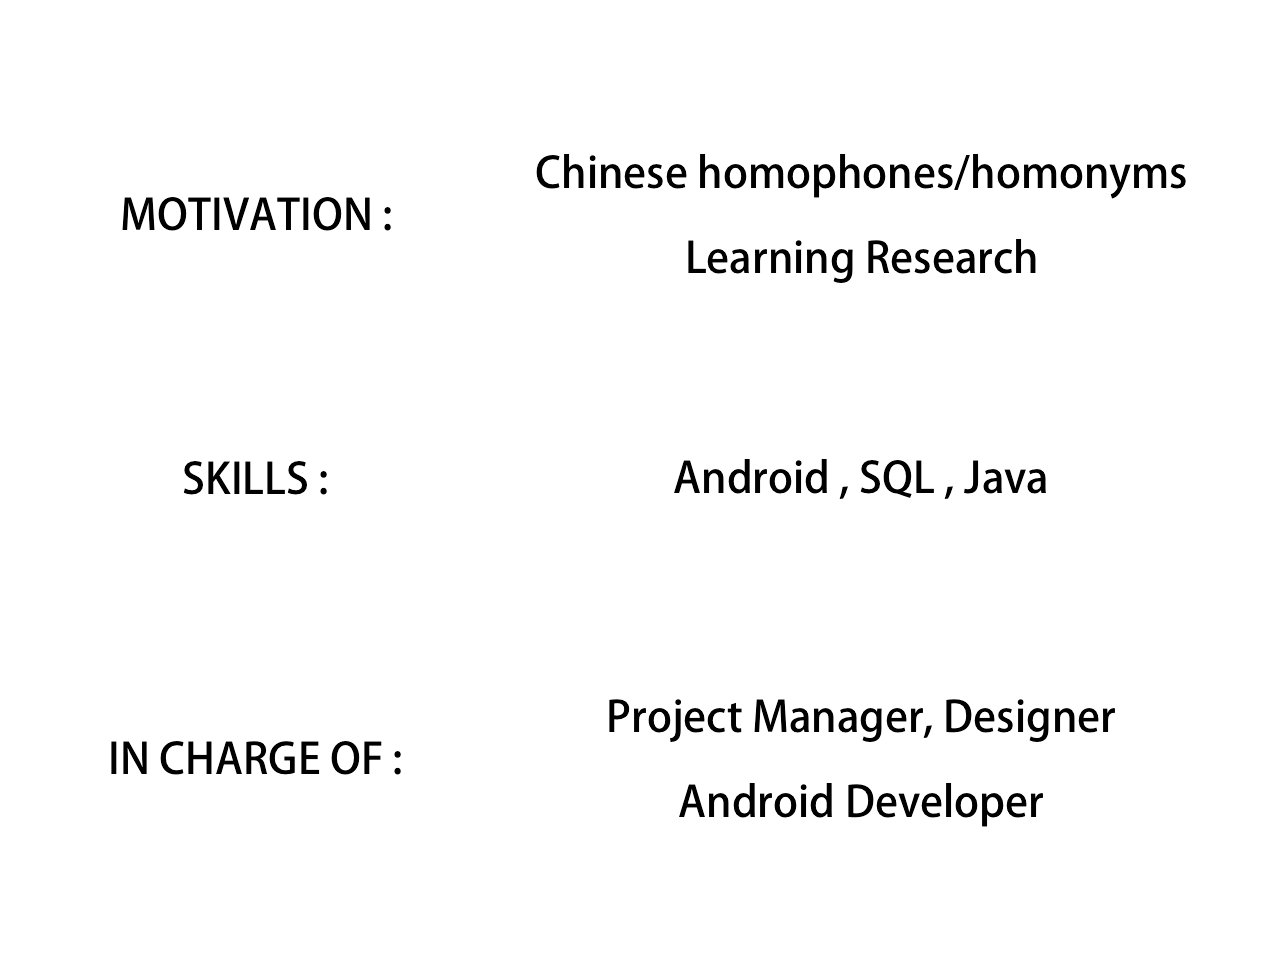 MOTIVATION :
Chinese homophones/homonyms
Learning Research
SKILLS :
Android , SQL , Java
IN CHARGE OF :
Project Manager, Designer
Android Developer